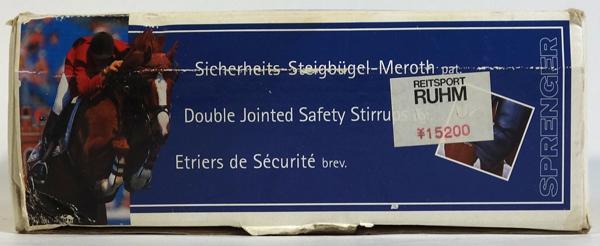 Sicherheits-Steigbügel-Meroth pat.
REITSPORT
RUHM
¥15200
Double Jointed Safety Stirrups
Etriers de Sécurité brev.
SPRENGER